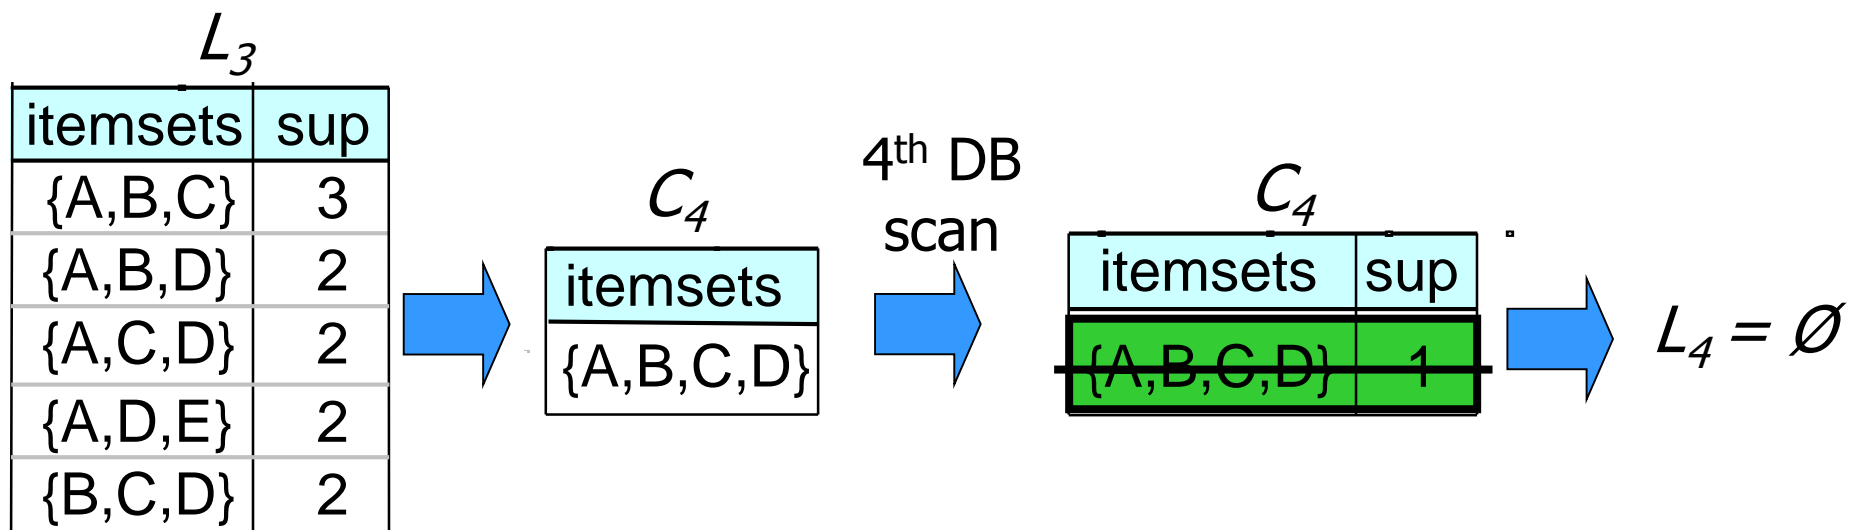 L3
itemsets sup
{A,B,C} 3
{A,B,D} 2
{A,C,D} 2
{A,D,E} 2
{B,C,D} 2
C4
itemsets
{A,B,C,D}
4th DB
scan
C4
itemsets sup
{A,B,C,D} 1
L4 = Ø